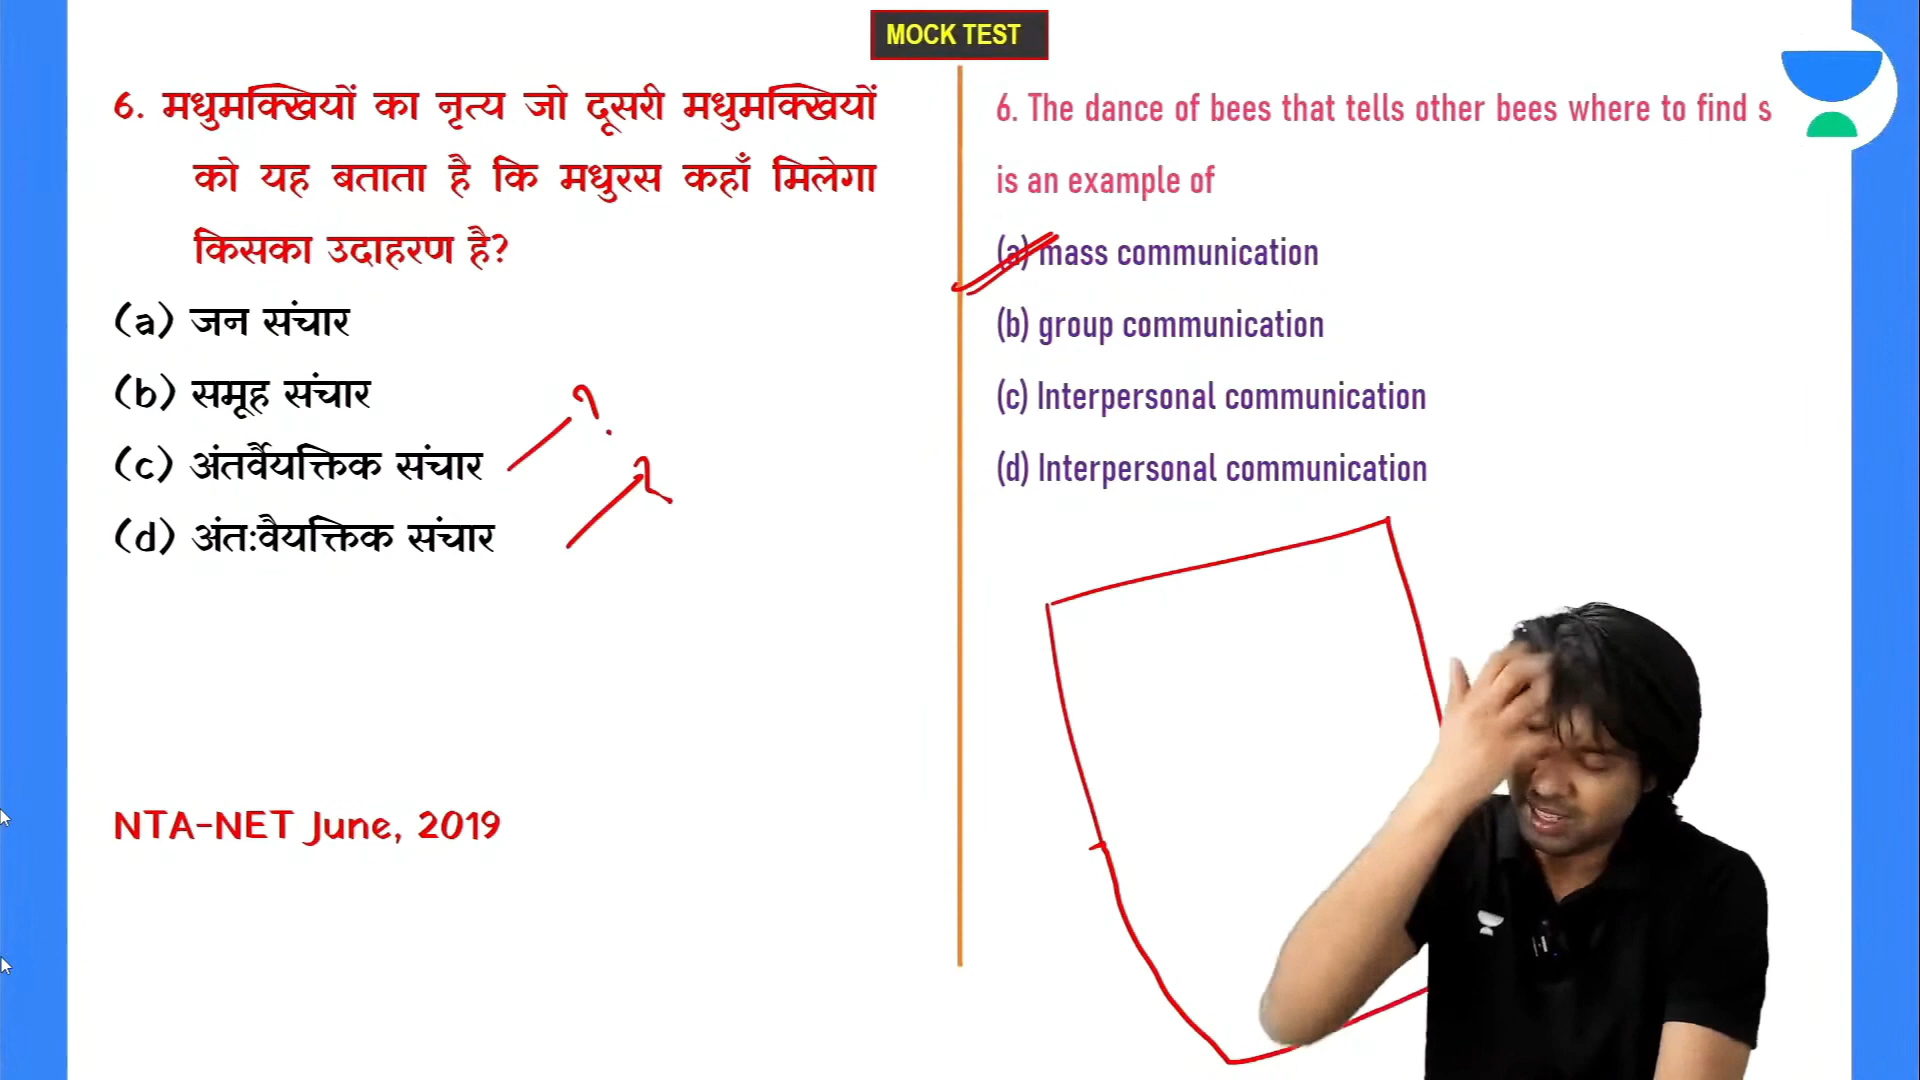 MOCK TEST
6. मधुमक्खियों का नृत्य जो दूसरी मधुमक्खियों
को यह बताता है कि मधुरस कहाँ मिलेगा
किसका उदाहरण है?
(a) जन संचार
(b) समूह संचार
(c) अंतर्वैयक्तिक संचार
(d) अंतःवैयक्तिक संचार
NTA-NET June, 2019
6. The dance of bees that tells other bees where to find s
is an example of
(a) mass communication
(b) group communication
(c) Interpersonal communication
(d) Interpersonal communication